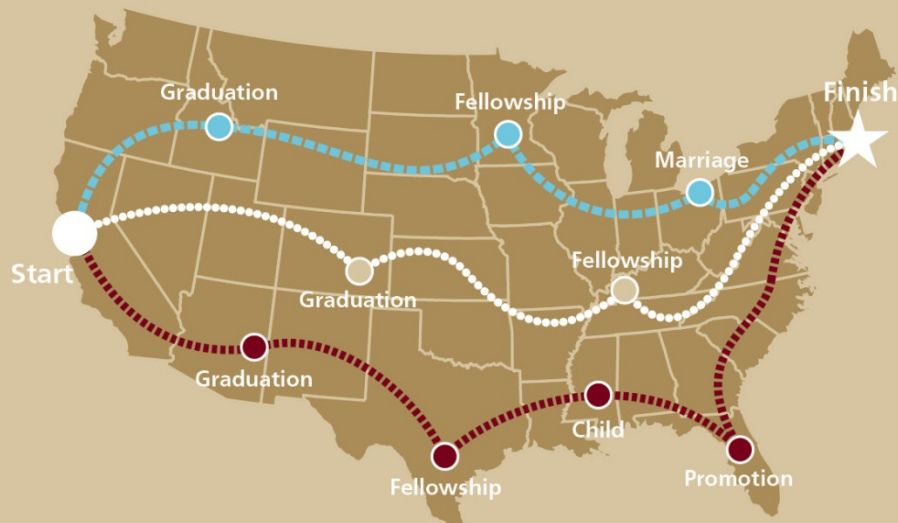 Graduation
Fellowship
Finish
Marriage
Start
Graduation
Fellowship
Graduation
Fellowship
Child
Promotion